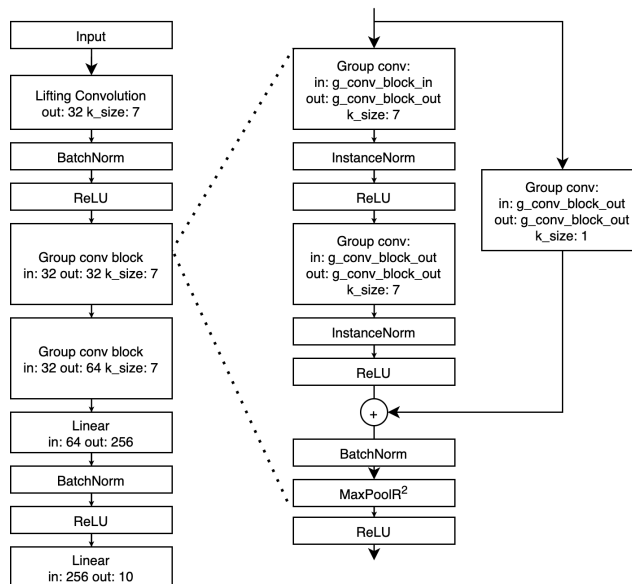 Input
Lifting Convolution
out: 32 k_size: 7
BatchNorm
ReLU
Group conv block
in: 32 out: 32 k_size: 7
Group conv block
in: 32 out: 64 k_size: 7
Linear
in: 64 out: 256
BatchNorm
ReLU
Linear
in: 256 out: 10
Group conv:
in: g_conv_block_in
out: g_conv_block_out
k_size: 7
InstanceNorm
ReLU
Group conv:
in: g_conv_block_out
out: g_conv_block_out
k_size: 7
InstanceNorm
ReLU
+
BatchNorm
MaxPoolR²
ReLU
Group conv:
in: g_conv_block_out
out: g_conv_block_out
k_size: 1